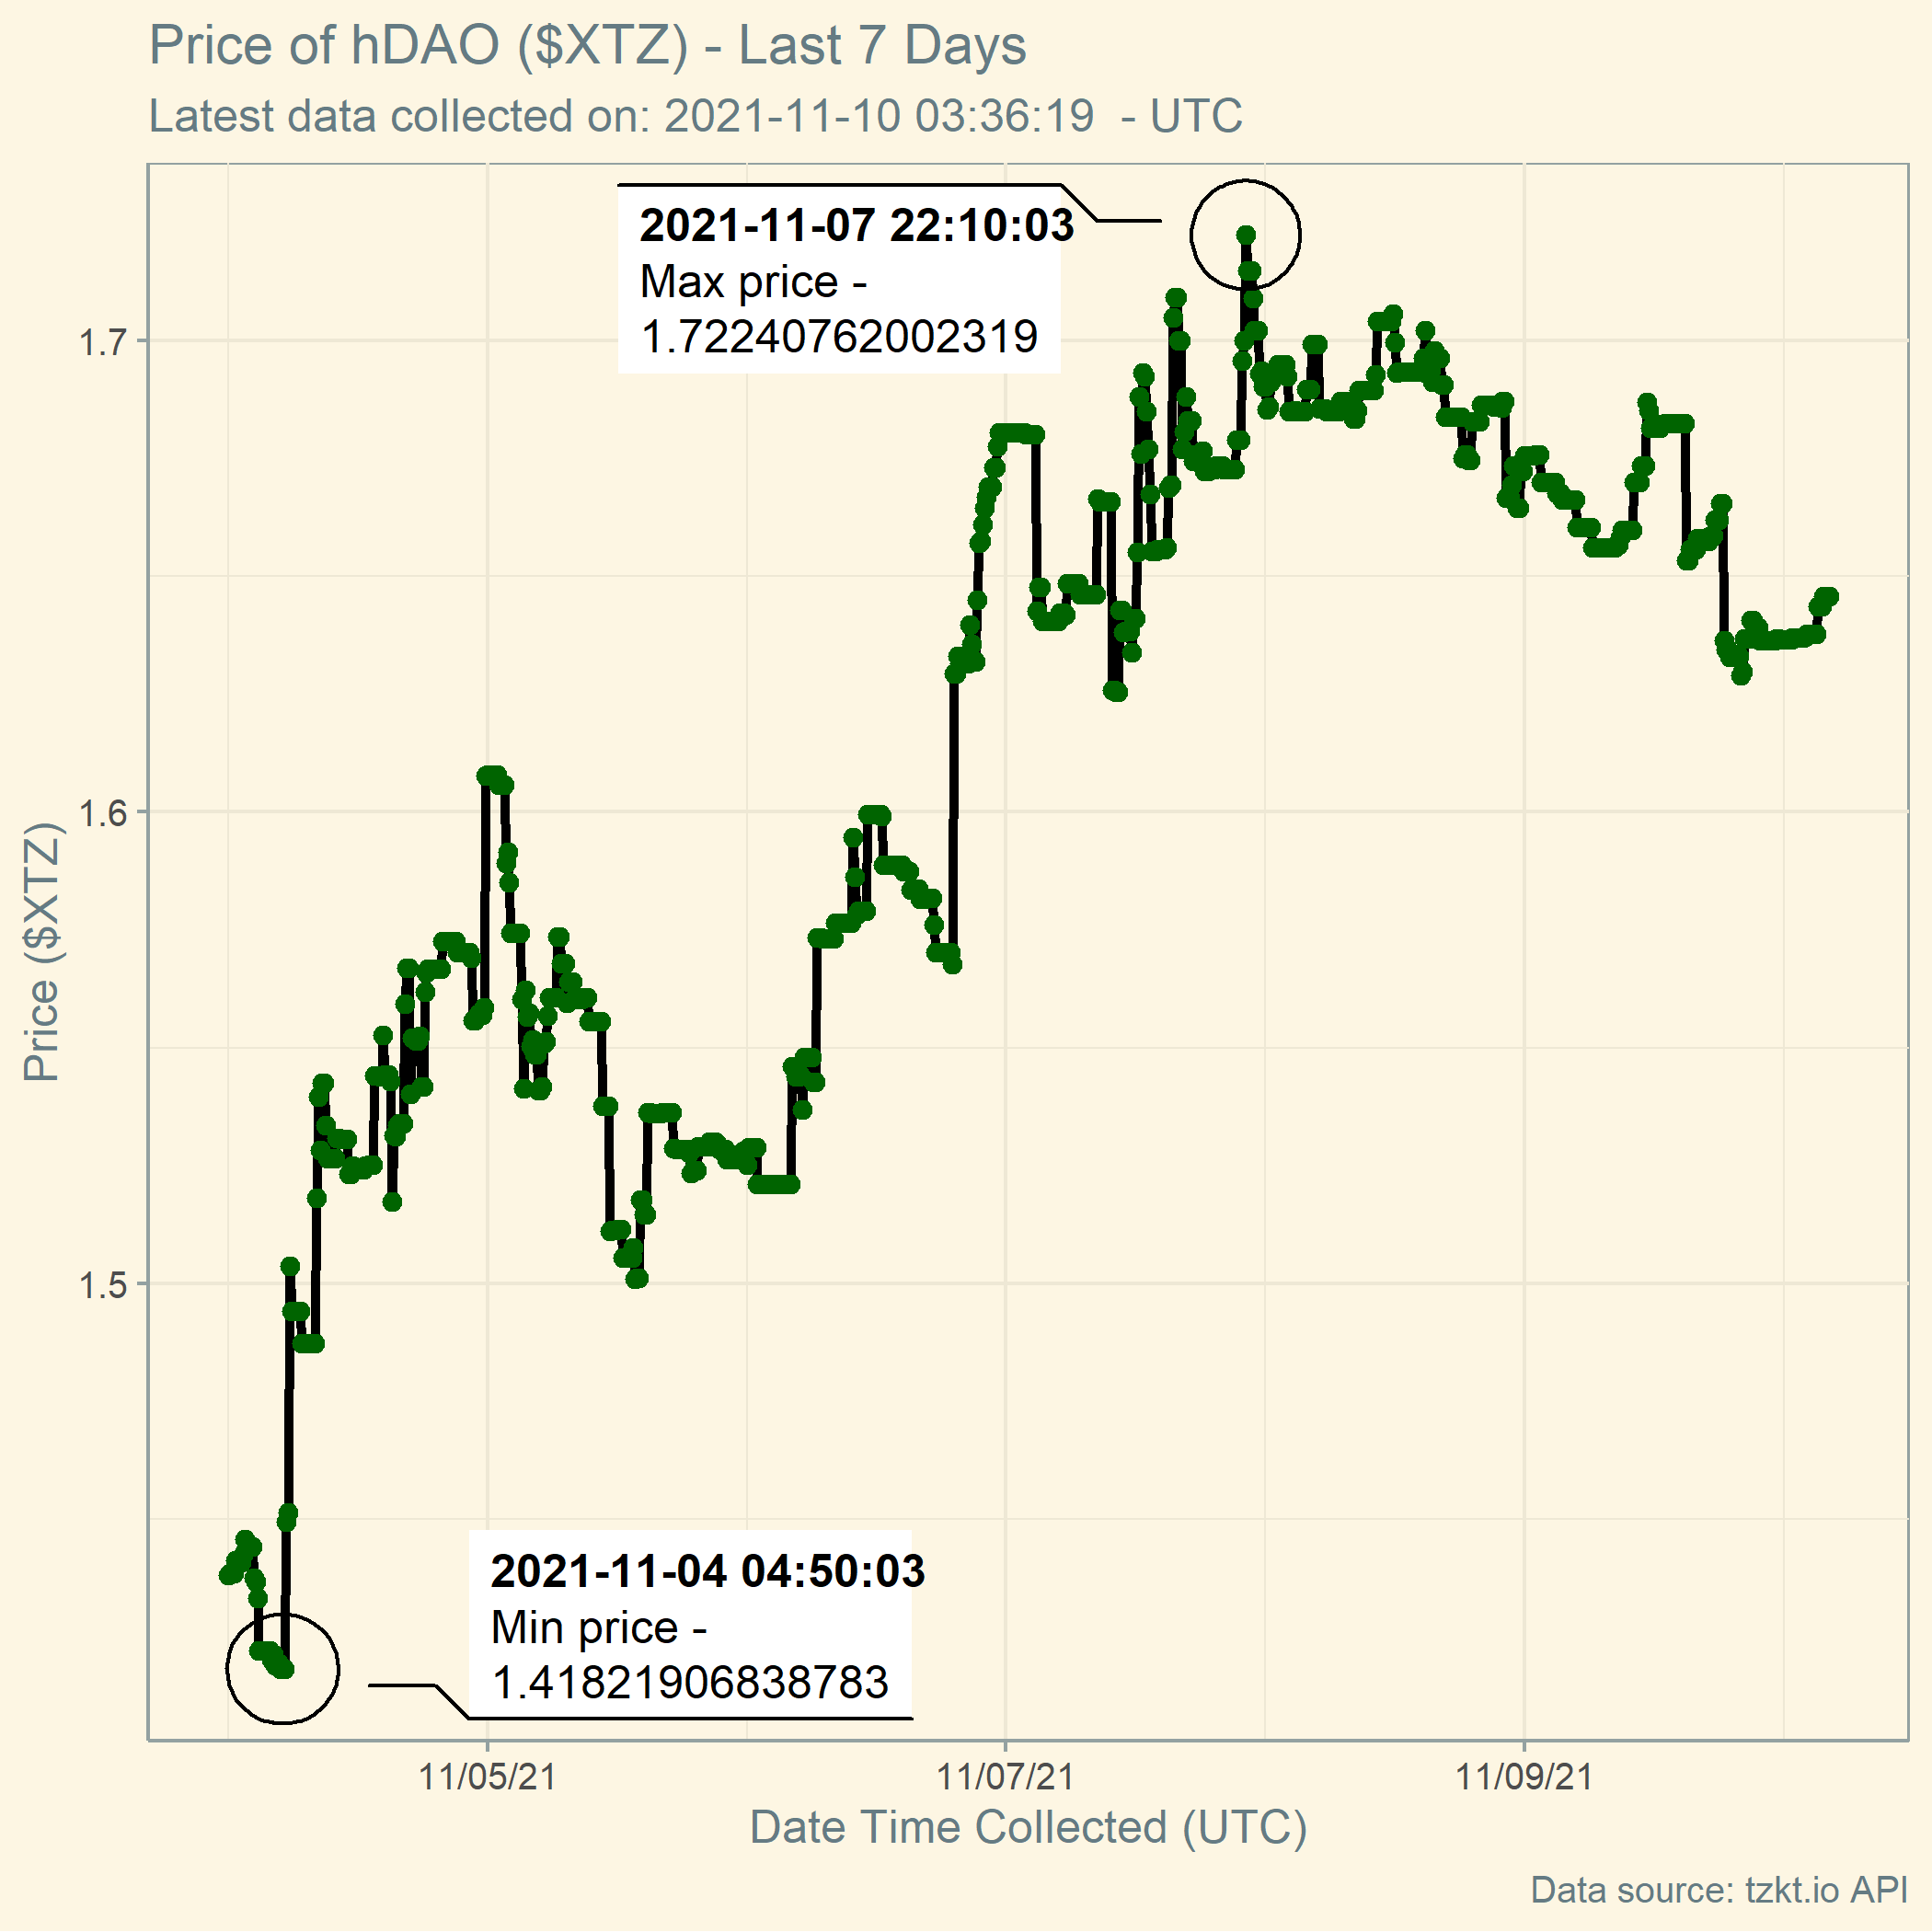 Price of hDAO ($XTZ) - Last 7 Days
Latest data collected on: 2021-11-10 03:36:19  - UTC
2021-11-07 22:10:03
Max price -
1.72240762002319
1.7
1.6
1.5
Price ($XTZ)
2021-11-04 04:50:03
Min price -
1.41821906838783
11/05/21
11/07/21
11/09/21
Date Time Collected (UTC)
Data source: tzkt.io API